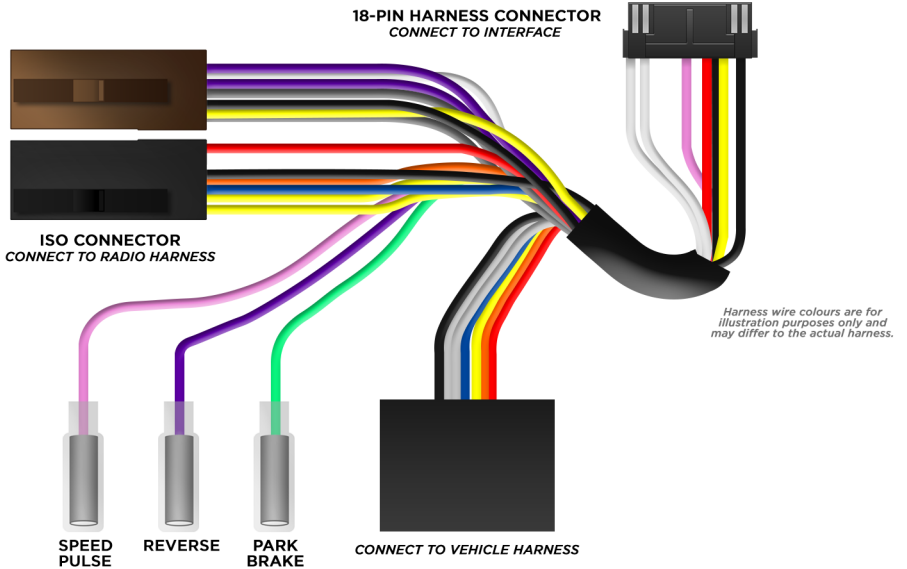 18-PIN HARNESS CONNECTOR
CONNECT TO INTERFACE
ISO CONNECTOR
CONNECT TO RADIO HARNESS
Harness wire colours are for
illustration purposes only and
may differ to the actual harness.
SPEED
PULSE
REVERSE
PARK
BRAKE
CONNECT TO VEHICLE HARNESS